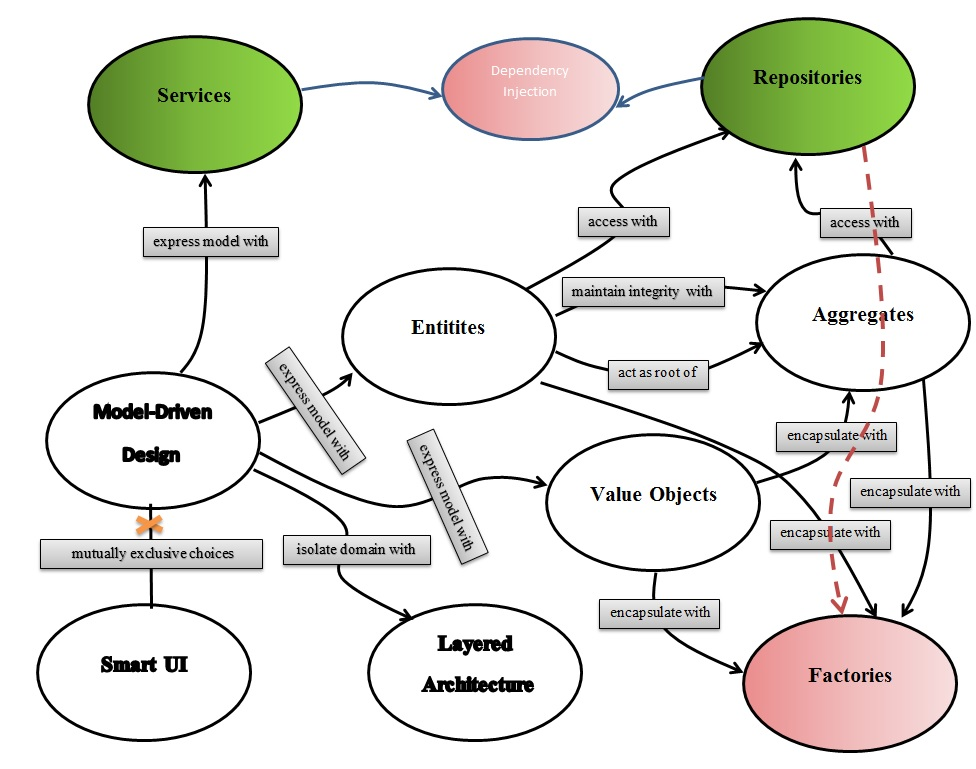 Services
Dependency
Injection
Repositories
access with
access with
express model with
maintain integrity with
Entitites
Aggregates
act as root of
express model with
Model-Driven
Design
encapsulate with
express model with
Value Objects
encapsulate with
encapsulate with
mutually exclusive choices
isolate domain with
encapsulate with
Layered
Architecture
Smart UI
Factories